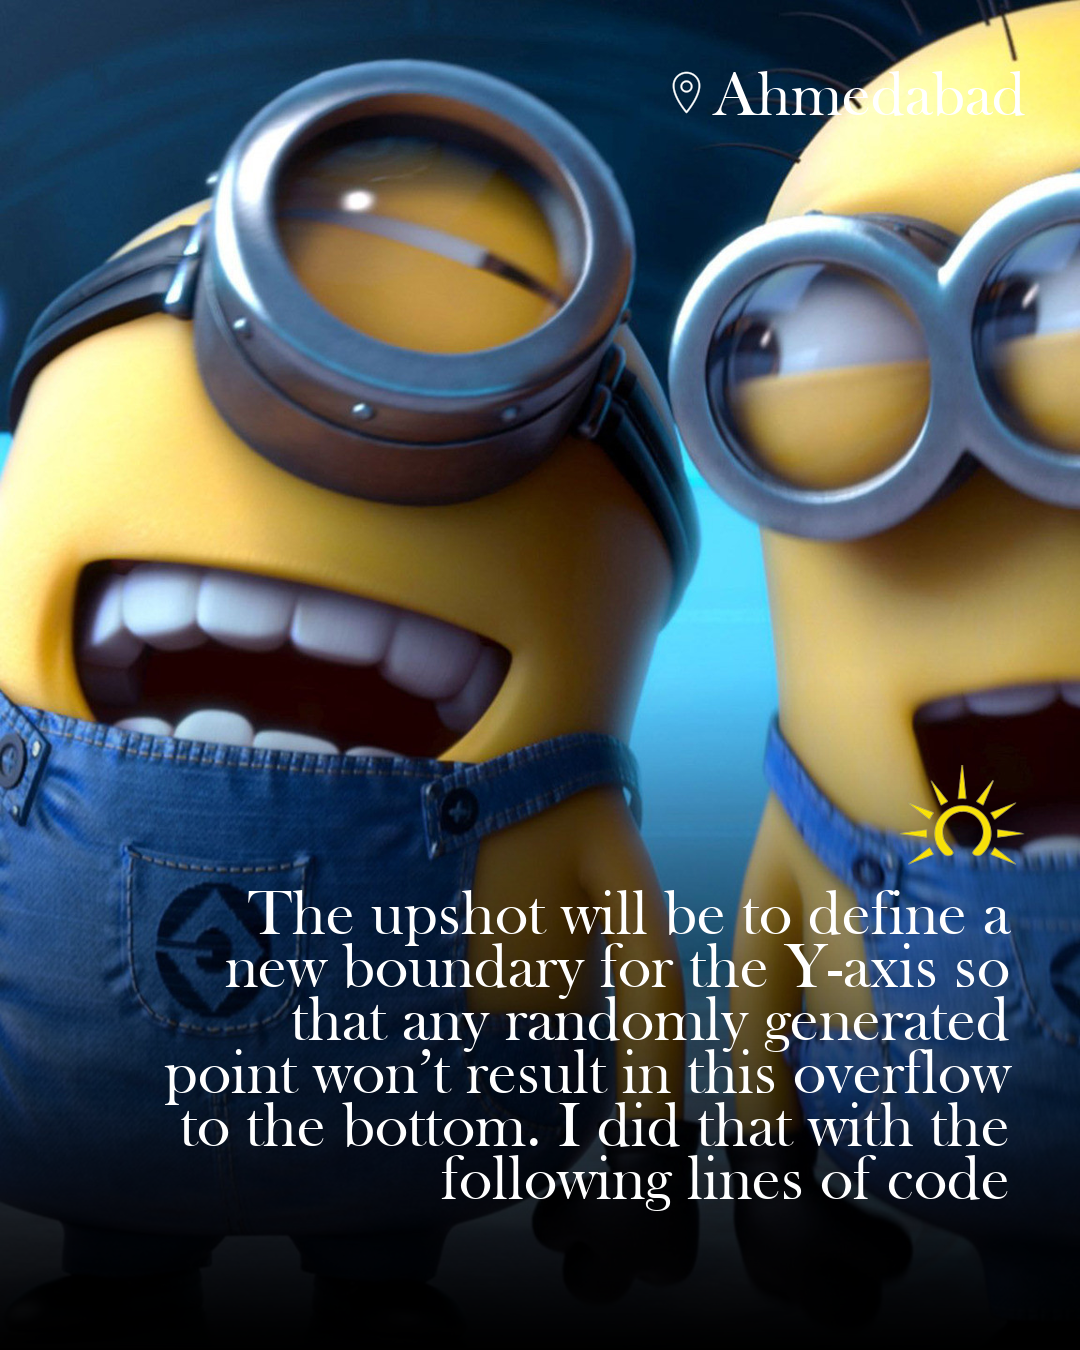 Ahmedabad
The upshot will be to define a
new boundary for the Y-axis so
that any randomly generated
point won’t result in this overflow
to the bottom. I did that with the
following lines of code